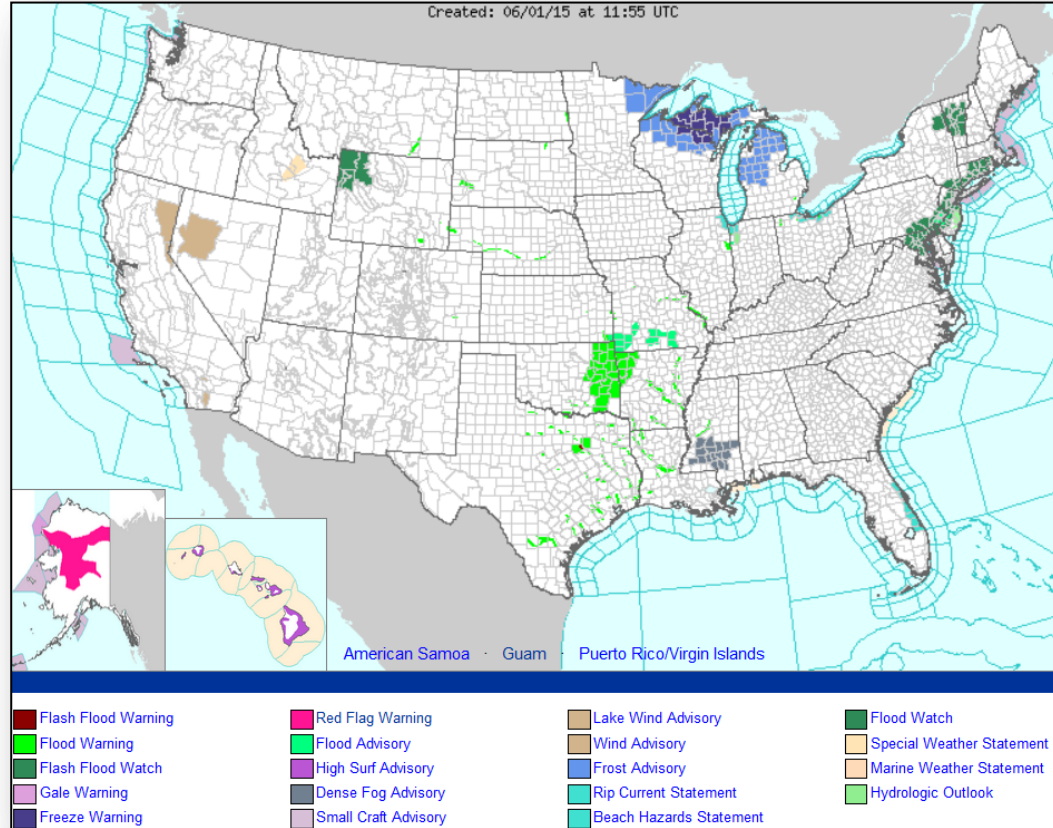 Created: 06/01/15 at 11:55 UTC
American Samoa · Guam · Puerto Rico/Virgin Islands
Flash Flood Warning
Flood Warning
Flash Flood Watch
Gale Warning
Freeze Warning
Red Flag Warning
Flood Advisory
High Surf Advisory
Dense Fog Advisory
Small Craft Advisory
Lake Wind Advisory
Wind Advisory
Frost Advisory
Rip Current Statement
Beach Hazards Statement
Flood Watch
Special Weather Statement
Marine Weather Statement
Hydrologic Outlook